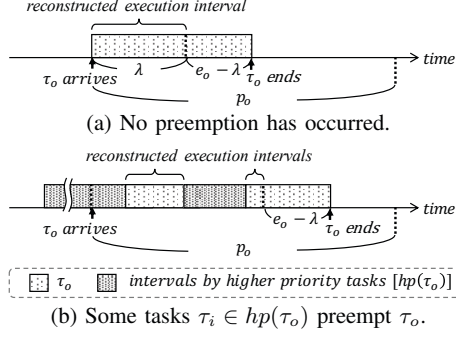 reconstructed execution interval
time
τₒ arrives λ eₒ − λ τₒ ends
pₒ
(a) No preemption has occurred.
reconstructed execution intervals
time
τₒ arrives eₒ − λ τₒ ends
pₒ
τₒ intervals by higher priority tasks [hp(τₒ)]
(b) Some tasks τᵢ ∈ hp(τₒ) preempt τₒ.